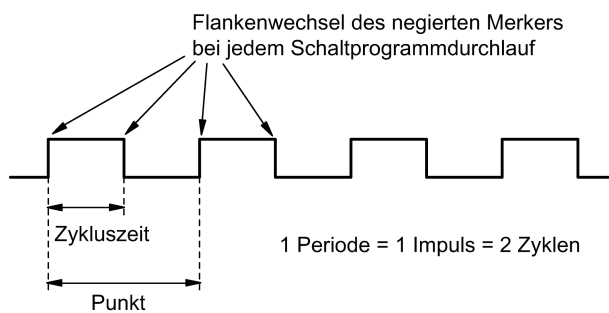 Flankenwechsel des negierten Merkers
bei jedem Schaltprogrammdurchlauf
Zykluszeit
1 Periode = 1 Impuls = 2 Zyklen
Punkt